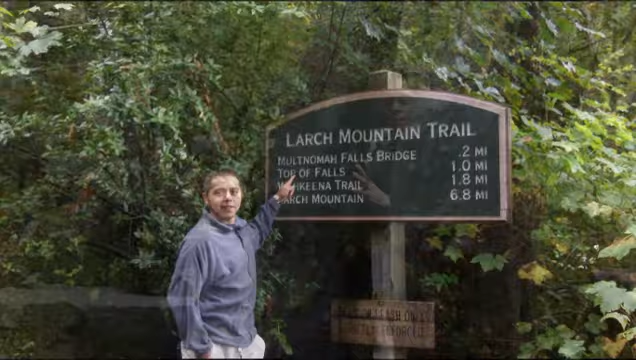 LARCH MOUNTAIN TRAIL
MULTNOMAH FALLS BRIDGE .2 MI
TOP OF FALLS 1.0 MI
TRAIL 1.8 MI
LARCH MOUNTAIN 6.8 MI